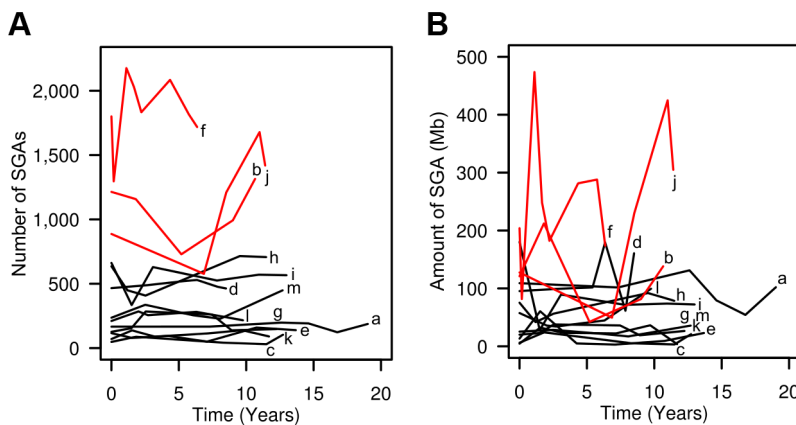 A
Number of SGAs
2,000
1,500
1,000
500
0
f
b
j
h
i
d
m
l
g
a
e
k
c
0 5 10 15 20
Time (Years)
B
Amount of SGA (Mb)
500
400
300
200
100
0
j
f
d
b
a
l
h
i
g m
k e
c
0 5 10 15 20
Time (Years)